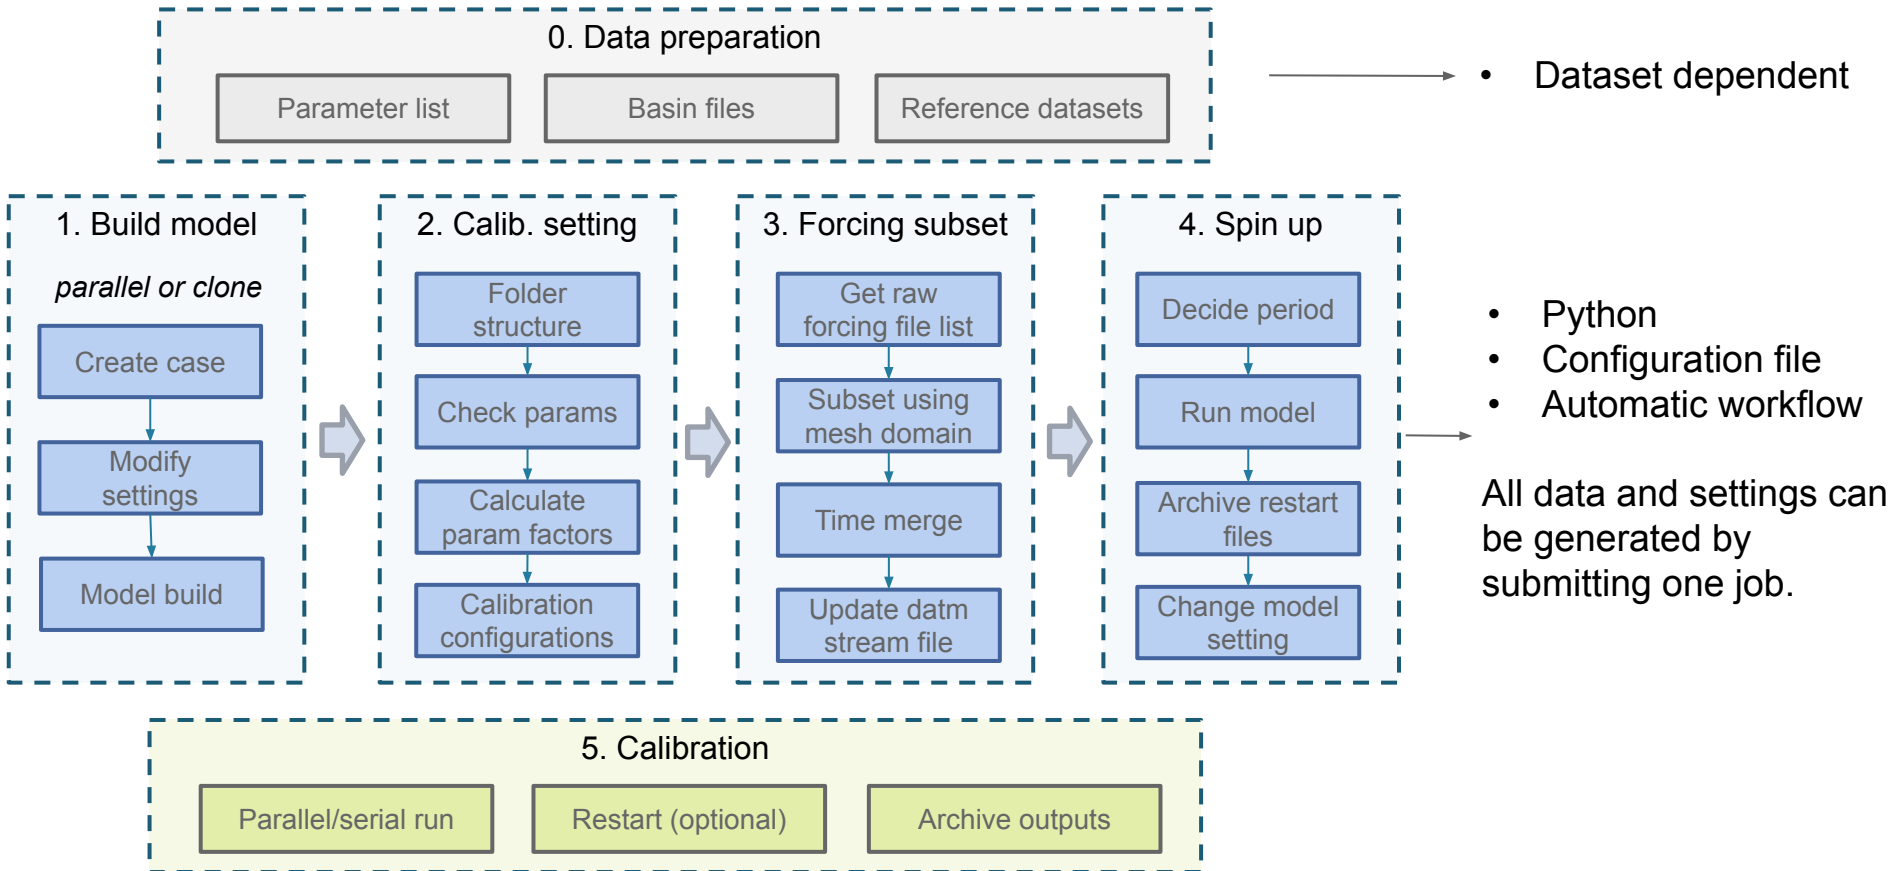 0. Data preparation
Parameter list
Basin files
Reference datasets
• Dataset dependent
1. Build model
parallel or clone
Create case
Modify
settings
Model build
2. Calib. setting
Folder
structure
Check params
Calculate
param factors
Calibration
configurations
3. Forcing subset
Get raw
forcing file list
Subset using
mesh domain
Time merge
Update datm
stream file
4. Spin up
Decide period
Run model
Archive restart
files
Change model
setting
• Python
• Configuration file
• Automatic workflow
All data and settings can
be generated by
submitting one job.
5. Calibration
Parallel/serial run
Restart (optional)
Archive outputs